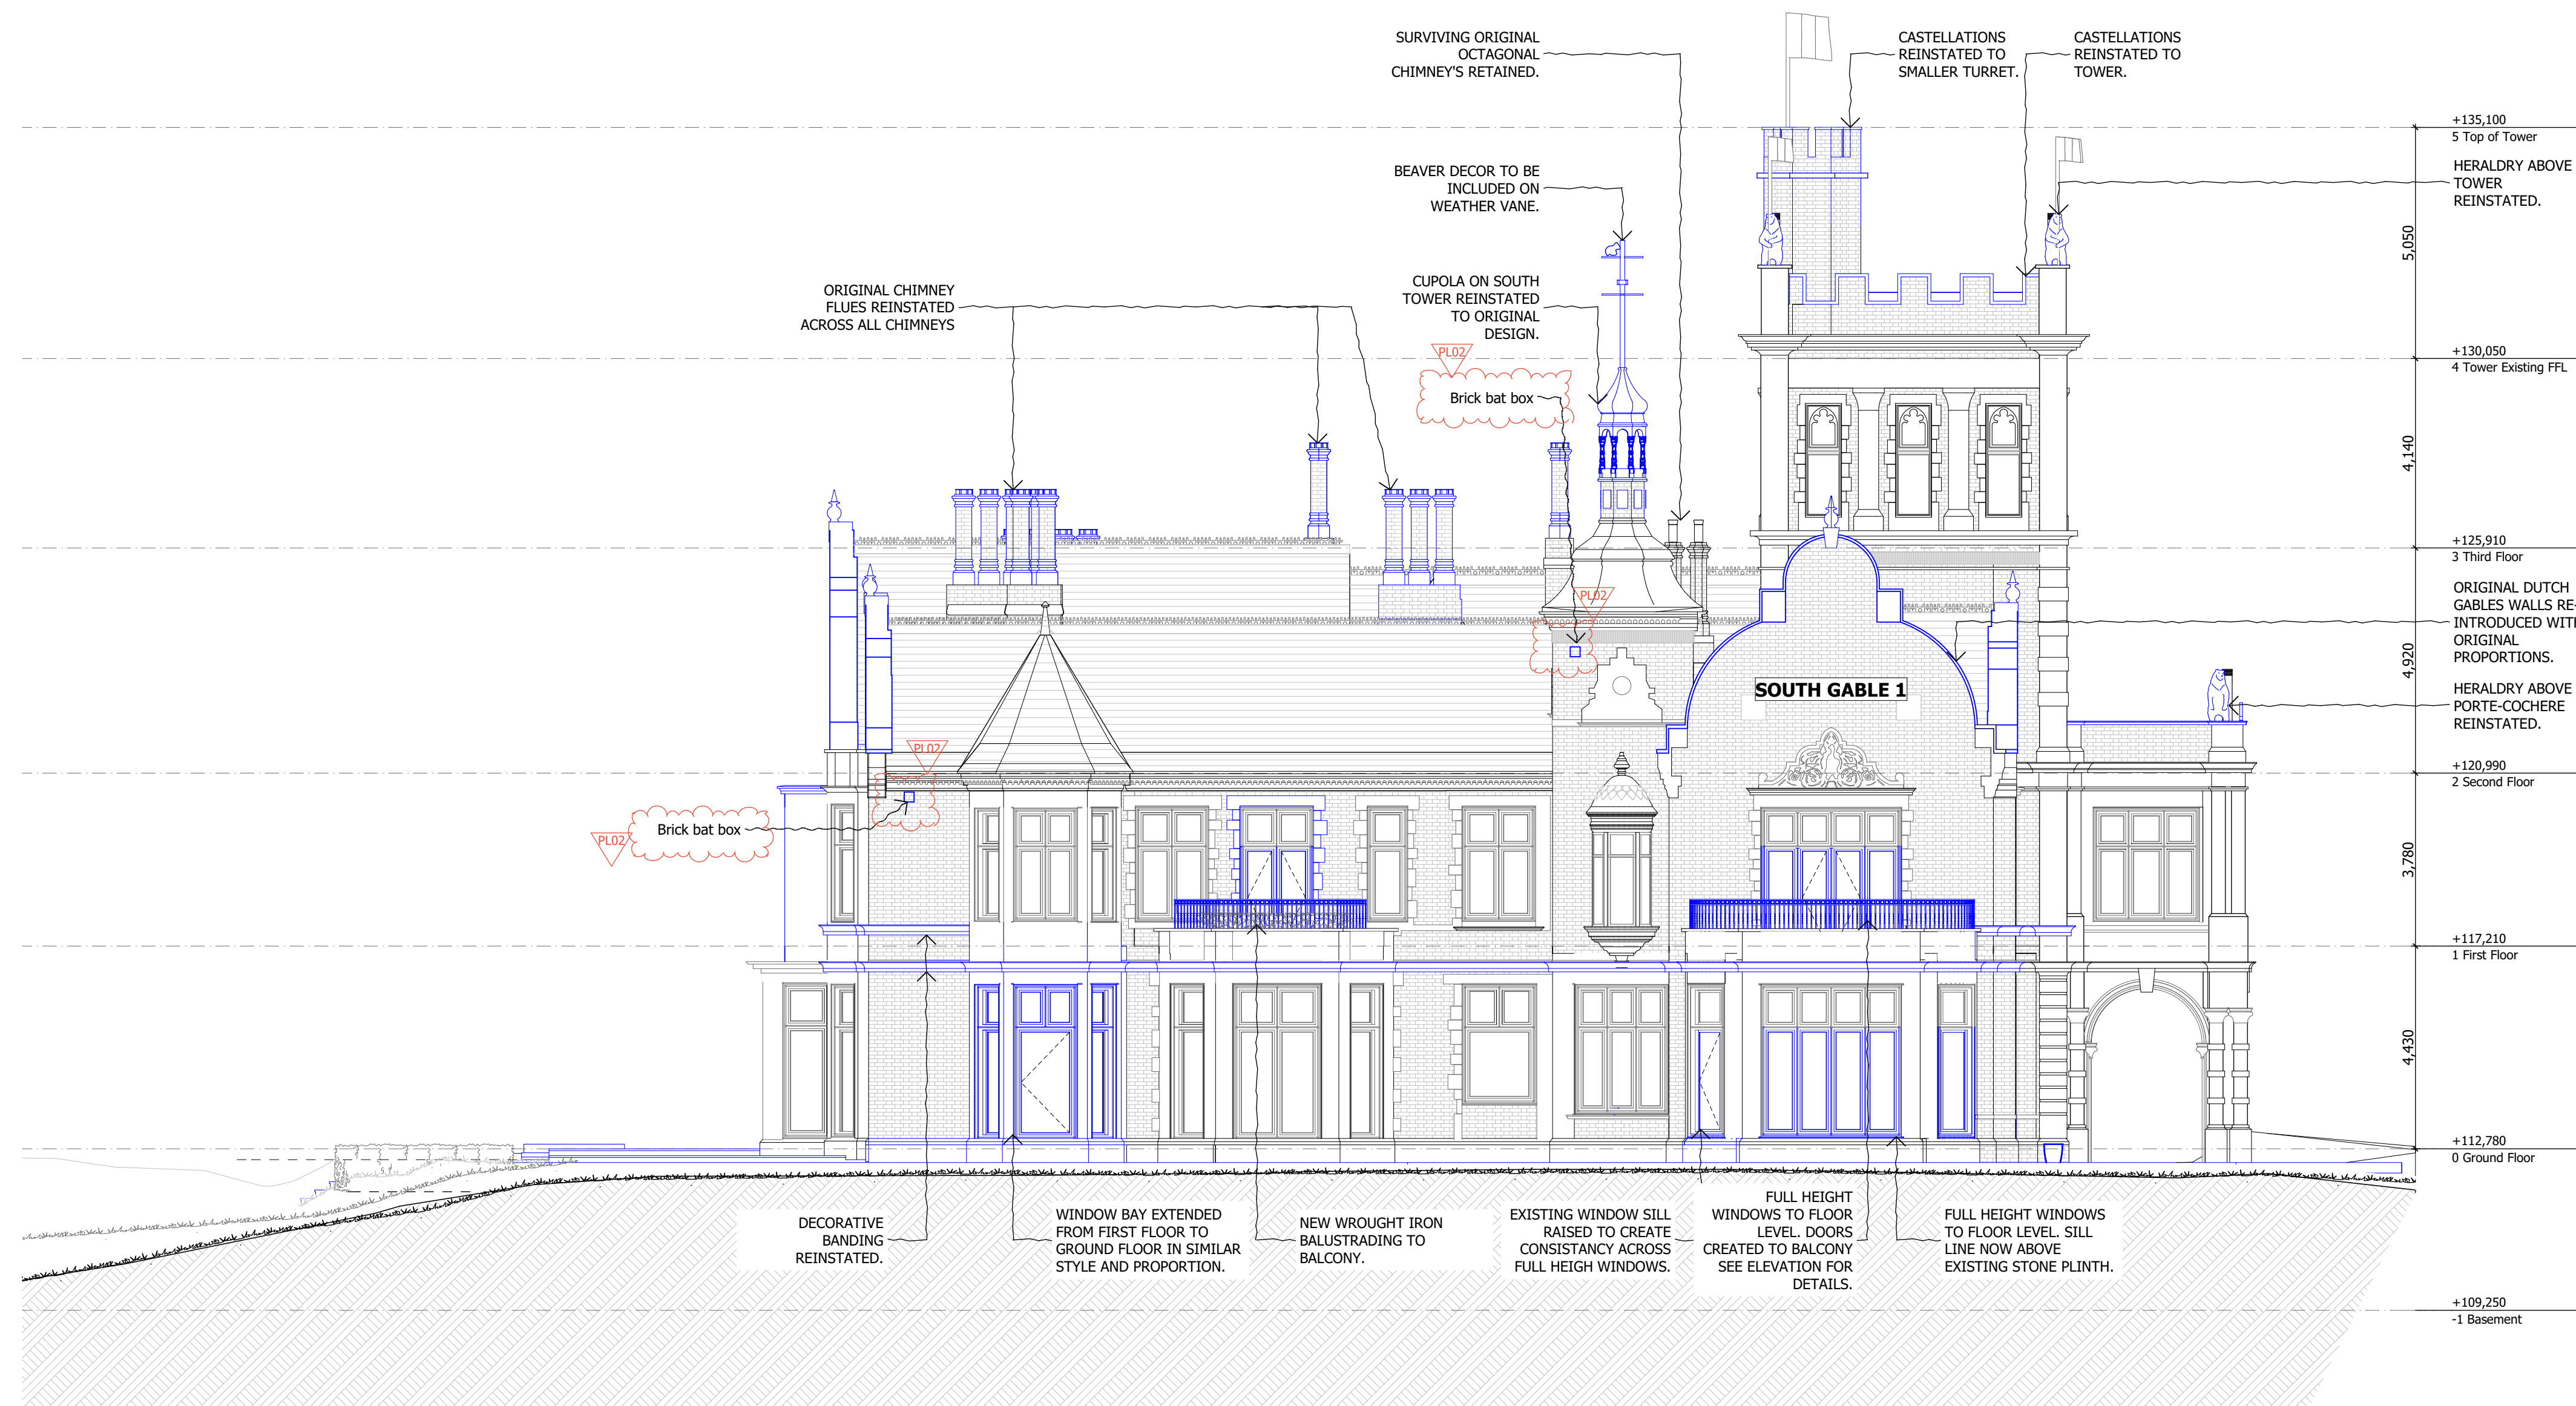 SURVIVING ORIGINAL
OCTAGONAL
CHIMNEY'S RETAINED.
CASTELLATIONS
REINSTATED TO
SMALLER TURRET.
CASTELLATIONS
REINSTATED TO
TOWER.
+135,100
5 Top of Tower
HERALDRY ABOVE
TOWER
REINSTATED.
BEAVER DECOR TO BE
INCLUDED ON
WEATHER VANE.
5,050
ORIGINAL CHIMNEY
FLUES REINSTATED
ACROSS ALL CHIMNEYS
CUPOLA ON SOUTH
TOWER REINSTATED
TO ORIGINAL
DESIGN.
PL02
Brick bat box
+130,050
4 Tower Existing FFL
4,140
+125,910
3 Third Floor
PL02
ORIGINAL DUTCH
GABLES WALLS RE-
INTRODUCED WITH
ORIGINAL
PROPORTIONS.
4,920
SOUTH GABLE 1
HERALDRY ABOVE
PORTE-COCHERE
REINSTATED.
PL02
+120,990
2 Second Floor
Brick bat box
PL02
3,780
+117,210
1 First Floor
4,430
+112,780
0 Ground Floor
DECORATIVE
BANDING
REINSTATED.
WINDOW BAY EXTENDED
FROM FIRST FLOOR TO
GROUND FLOOR IN SIMILAR
STYLE AND PROPORTION.
NEW WROUGHT IRON
BALUSTRADING TO
BALCONY.
EXISTING WINDOW SILL
RAISED TO CREATE
CONSISTANCY ACROSS
FULL HEIGH WINDOWS.
FULL HEIGHT
WINDOWS TO FLOOR
LEVEL. DOORS
CREATED TO BALCONY
SEE ELEVATION FOR
DETAILS.
FULL HEIGHT WINDOWS
TO FLOOR LEVEL. SILL
LINE NOW ABOVE
EXISTING STONE PLINTH.
+109,250
-1 Basement